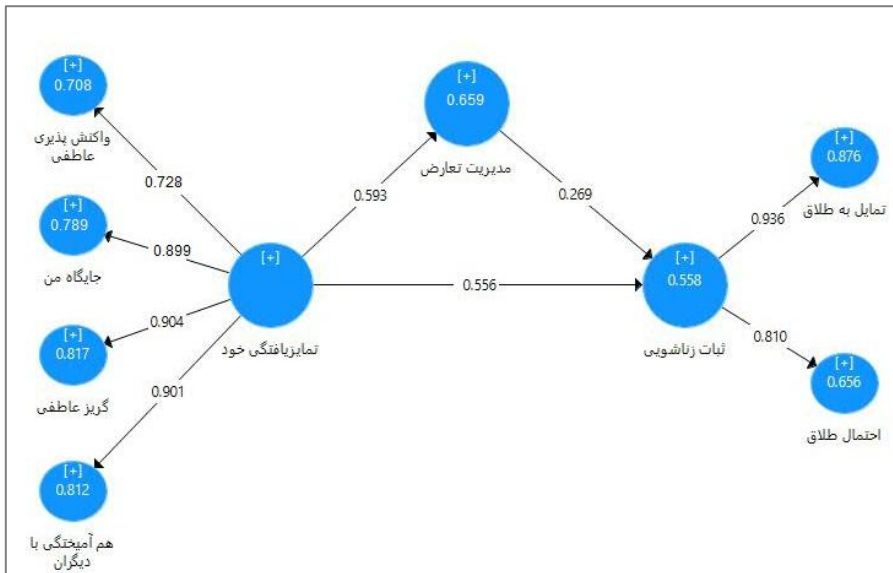 [+]
0.708
واکنش پذیری
عاطفی
0.728
[+]
0.789
جایگاه من
0.899
[+]
0.817
گریز عاطفی
0.904
[+]
0.812
هم آمیختگی با
دیگران
0.901
[+]
تمایزیافتگی خود
0.593
[+]
0.659
مدیریت تعارض
0.269
0.556
[+]
0.558
ثبات زناشویی
0.936
[+]
0.876
تمایل به طلاق
0.810
[+]
0.656
احتمال طلاق